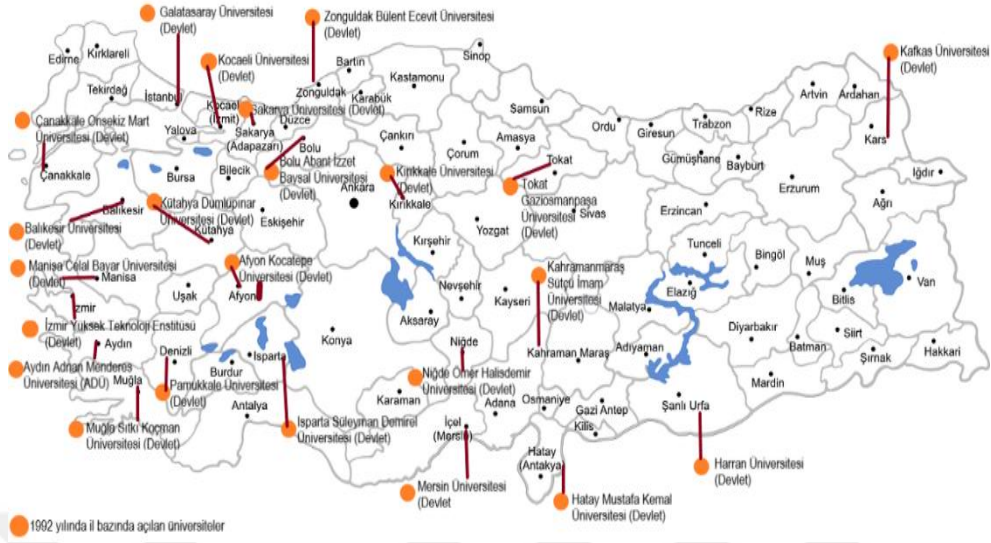 Galatasaray Üniversitesi
(Devlet)
Zonguldak Bülent Ecevit Üniversitesi
(Devlet)
Kafkas Üniversitesi
(Devlet)
Kocaeli Üniversitesi
(Devlet)
Sinop
Edirne
Kırklareli
Bartın
Kastamonu
Tekirdağ
İstanbul
Zonguldak
Karabük
Artvin
Ardahan
Kocaeli
(İzmit)
Sakarya Üniversitesi (Devlet)
Samsun
Rize
Çanakkale Onsekiz Mart
Üniversitesi (Devlet)
Yalova
Sakarya
(Adapazarı)
Düzce
Çankırı
Amasya
Ordu
Giresun
Trabzon
Kars
Bolu
Çorum
Gümüşhane
Bayburt
Çanakkale
Bursa
Bilecik
Bolu Abant İzzet
Baysal Üniversitesi
(Devlet)
Ankara
Kırıkkale Üniversitesi
(Devlet)
Kırıkkale
Tokat
Tokat
Gaziosmanpaşa
Üniversitesi
(Devlet)
Sivas
Erzurum
Iğdır
Ağrı
Balıkesir
Kütahya Dumlupınar
Üniversitesi (Devlet)
Kütahya
Eskişehir
Erzincan
Balıkesir Üniversitesi
(Devlet)
Yozgat
Kırşehir
Tunceli
Bingöl
Muş
Manisa Celal Bayar Üniversitesi
(Devlet)
Manisa
Afyon Kocatepe
Üniversitesi (Devlet)
Uşak
Afyon
Kahramanmaraş
Sütçü İmam
Üniversitesi
(Devlet)
Nevşehir
Kayseri
Elazığ
Van
Bitlis
İzmir
Malatya
Aksaray
İzmir Yüksek Teknoloji Enstitüsü
(Devlet)
Konya
Diyarbakır
Siirt
Batman
Aydın
Denizli
Isparta
Niğde
Kahraman Maraş
Adıyaman
Şırnak
Hakkari
Aydın Adnan Menderes
Üniversitesi (ADÜ)
Burdur
Muğla
Pamukkale Üniversitesi
(Devlet)
Niğde Ömer Halisdemir
Üniversitesi (Devlet)
Mardin
Karaman
Adana
Osmaniye
Gazi Antep
Şanlı Urfa
Antalya
Kilis
Muğla Sıtkı Koçman
Üniversitesi (Devlet)
Isparta Süleyman Demirel
Üniversitesi (Devlet)
İçel
(Mersin)
Hatay
(Antakya)
Harran Üniversitesi
(Devlet)
Mersin Üniversitesi
(Devlet
Hatay Mustafa Kemal
Üniversitesi (Devlet)
1992 yılında il bazında açılan üniversiteler